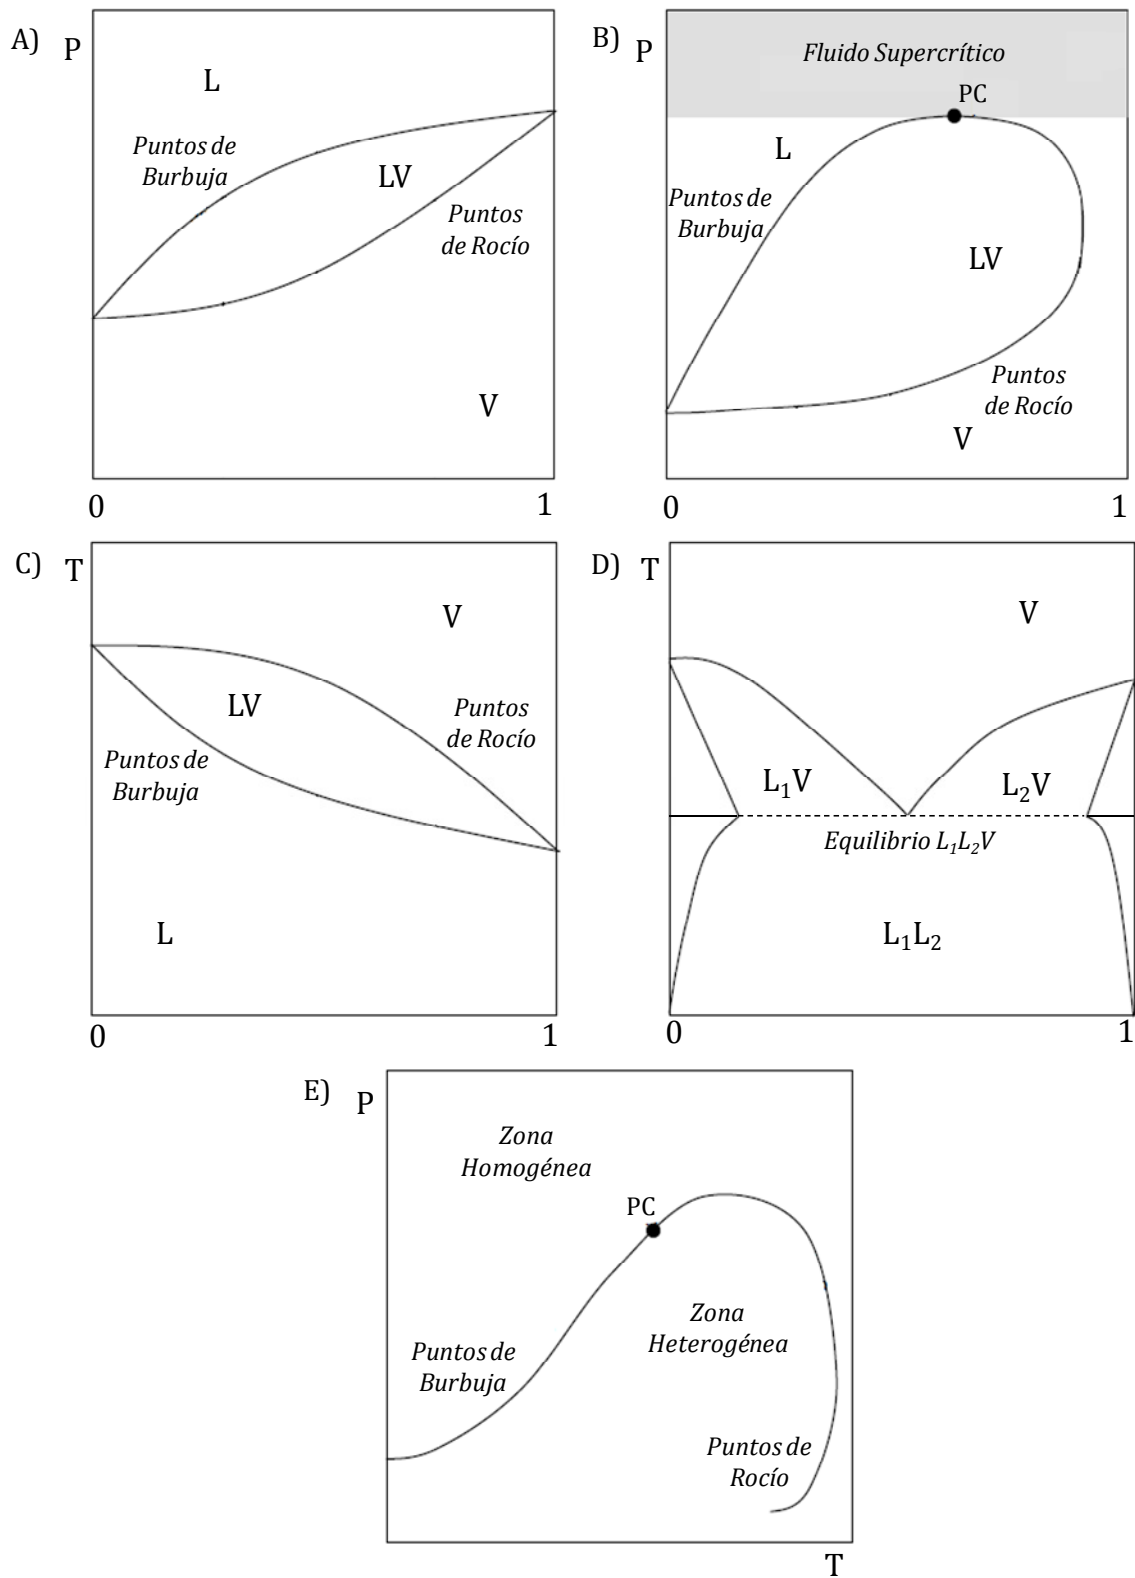 A)
P
L
Puntos de
Burbuja
LV
Puntos
de Rocío
V
0
1
B)
P
Fluido Supercrítico
PC
L
Puntos de
Burbuja
LV
Puntos
de Rocío
V
0
1
C)
T
V
LV
Puntos
de Rocío
Puntos de
Burbuja
L
0
1
D)
T
V
L₁V
L₂V
Equilibrio L₁L₂V
L₁L₂
0
1
E)
P
Zona
Homogénea
PC
Zona
Heterogénea
Puntos de
Burbuja
Puntos de
Rocío
T